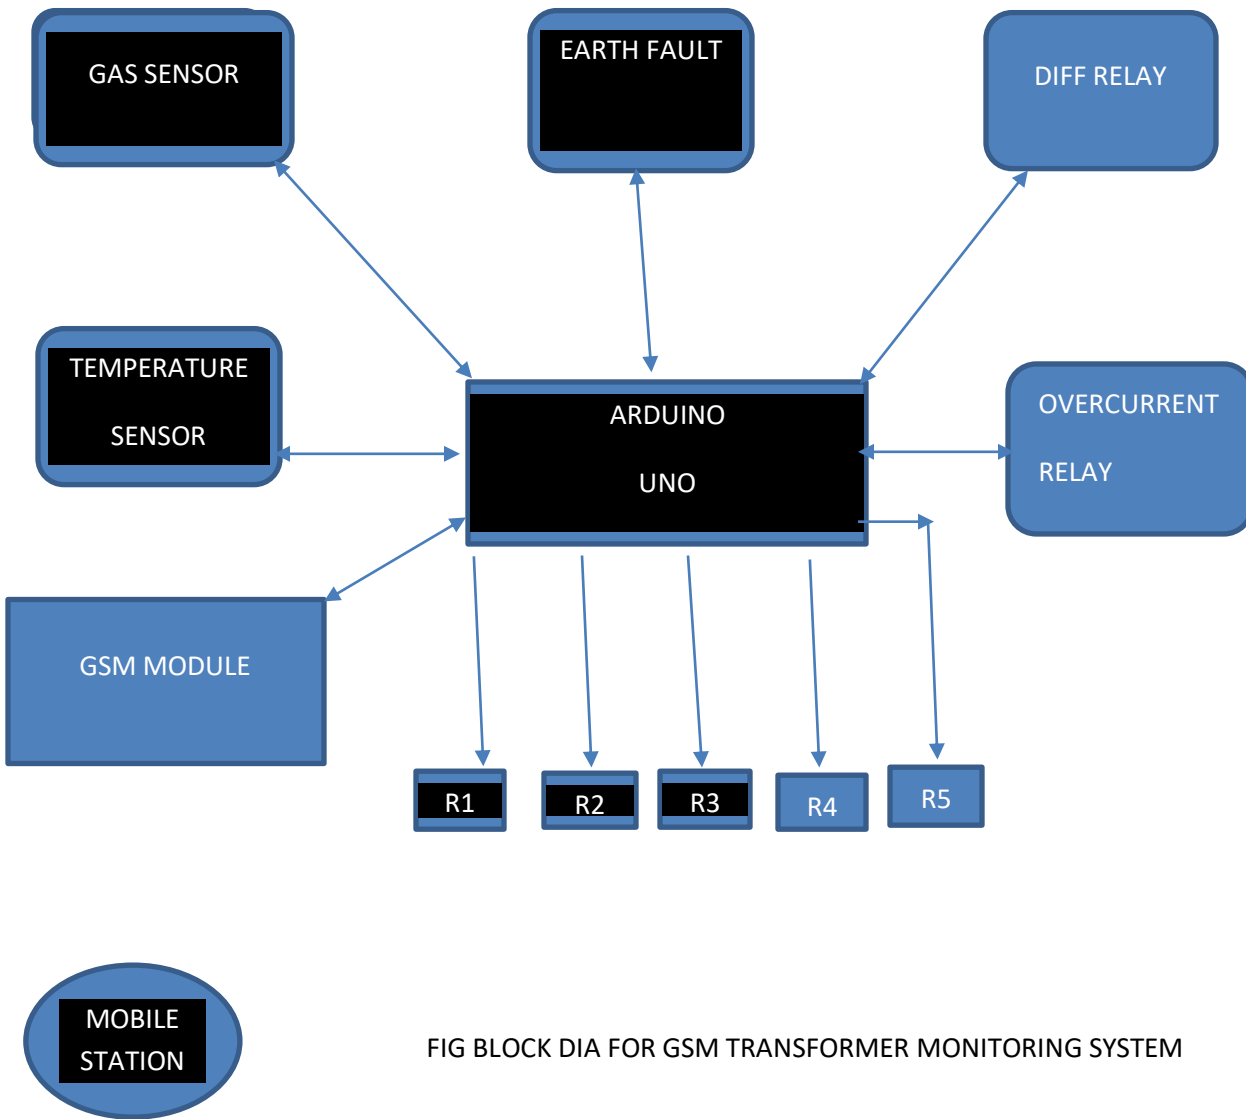 GAS SENSOR
EARTH FAULT
DIFF RELAY
TEMPERATURE
SENSOR
ARDUINO
UNO
OVERCURRENT
RELAY
GSM MODULE
R1
R2
R3
R4
R5
MOBILE
STATION
FIG BLOCK DIA FOR GSM TRANSFORMER MONITORING SYSTEM